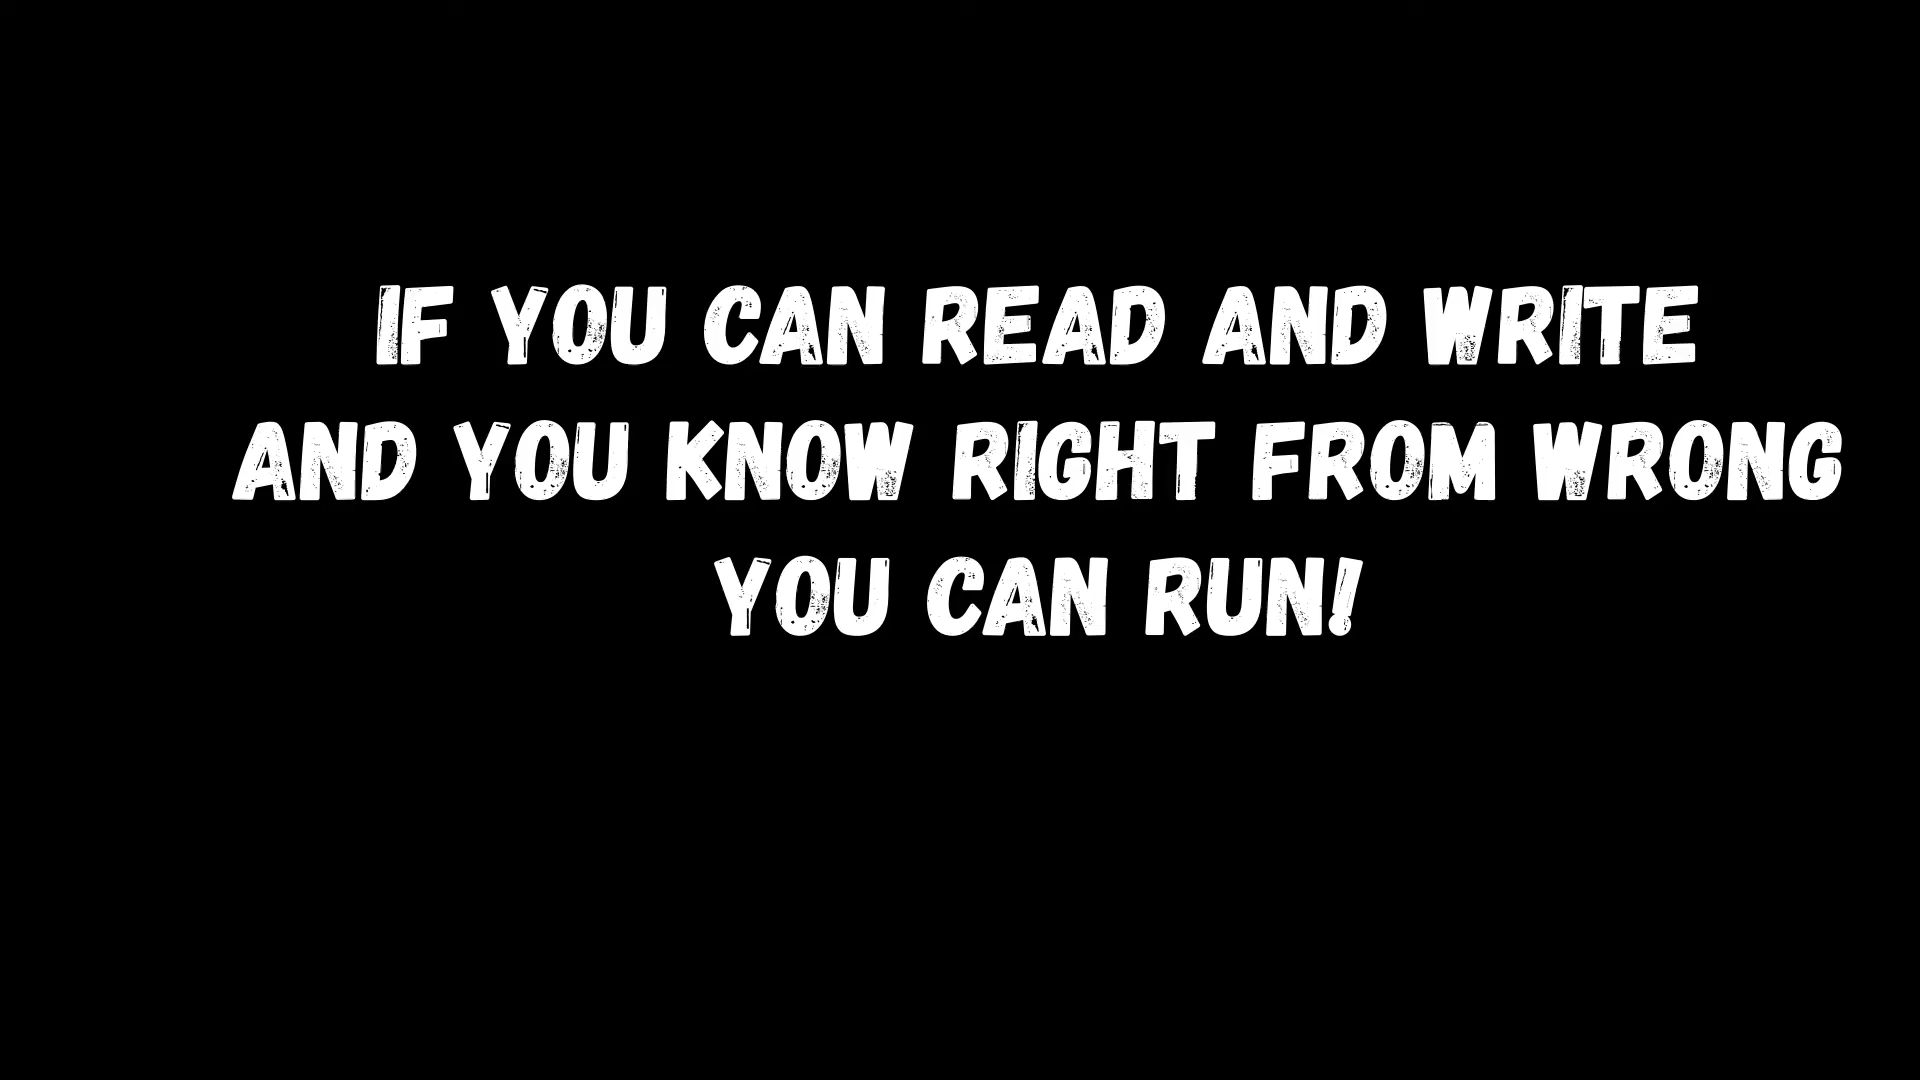 IF YOU CAN READ AND WRITE
AND YOU KNOW RIGHT FROM WRONG
YOU CAN RUN!